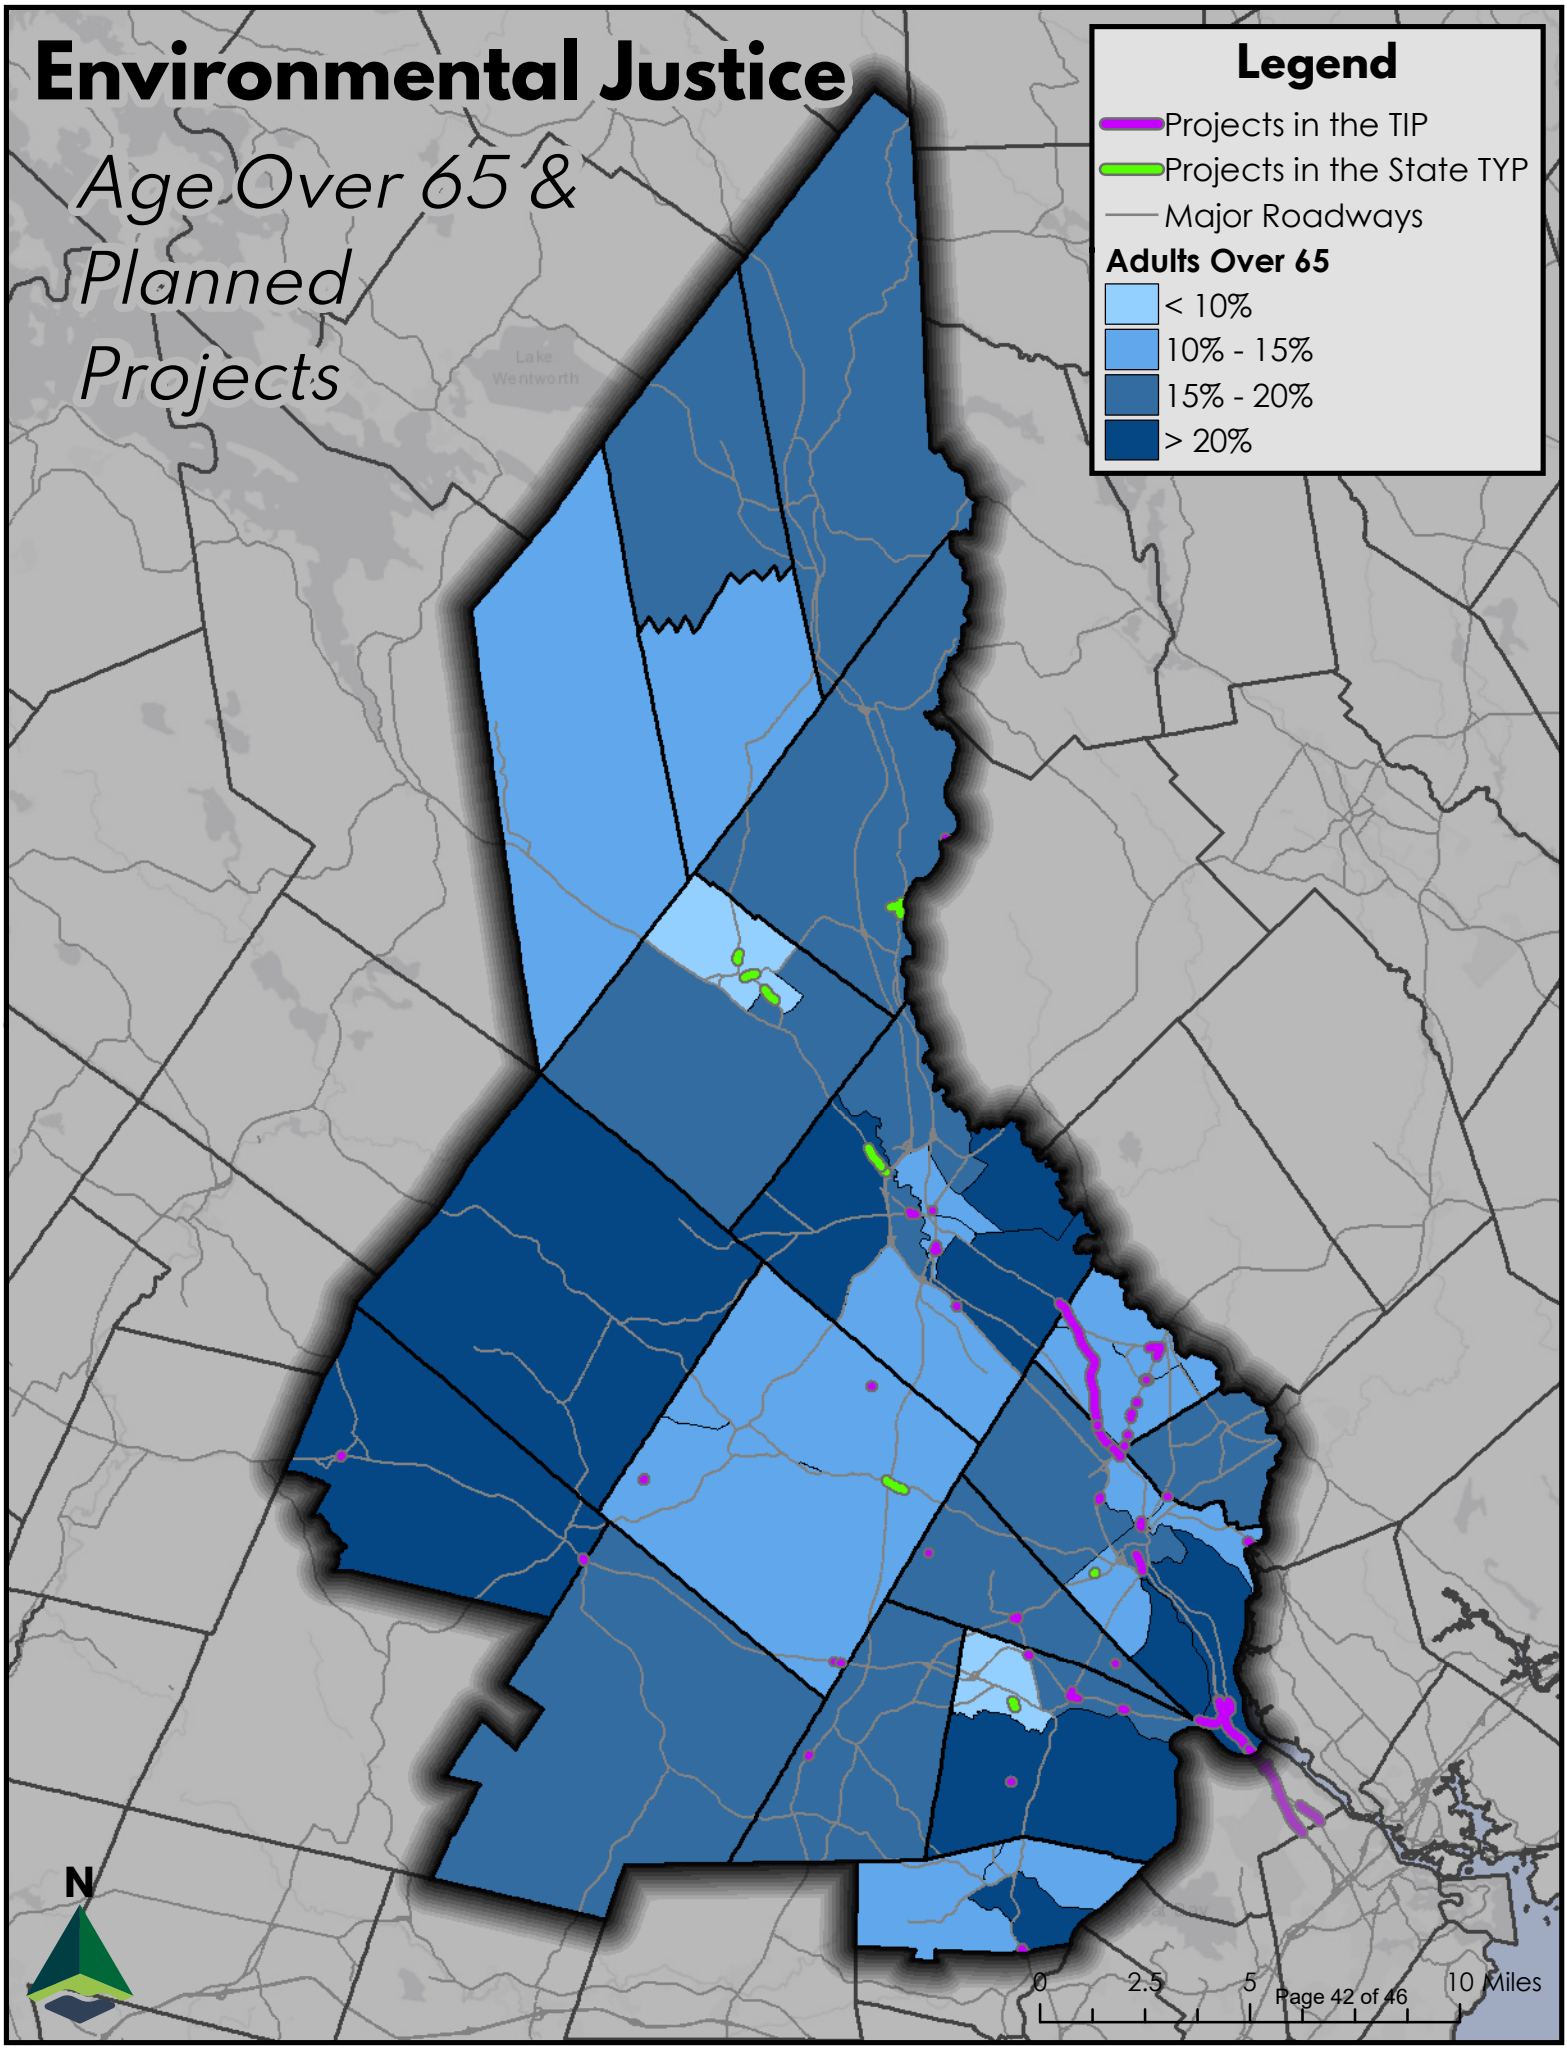 Environmental Justice
Age Over 65 &
Planned
Projects
Legend
Projects in the TIP
Projects in the State TYP
Major Roadways
Adults Over 65
< 10%
10% - 15%
15% - 20%
> 20%
Lake
Wentworth
N
0 2.5 5 10 Miles
Page 42 of 46